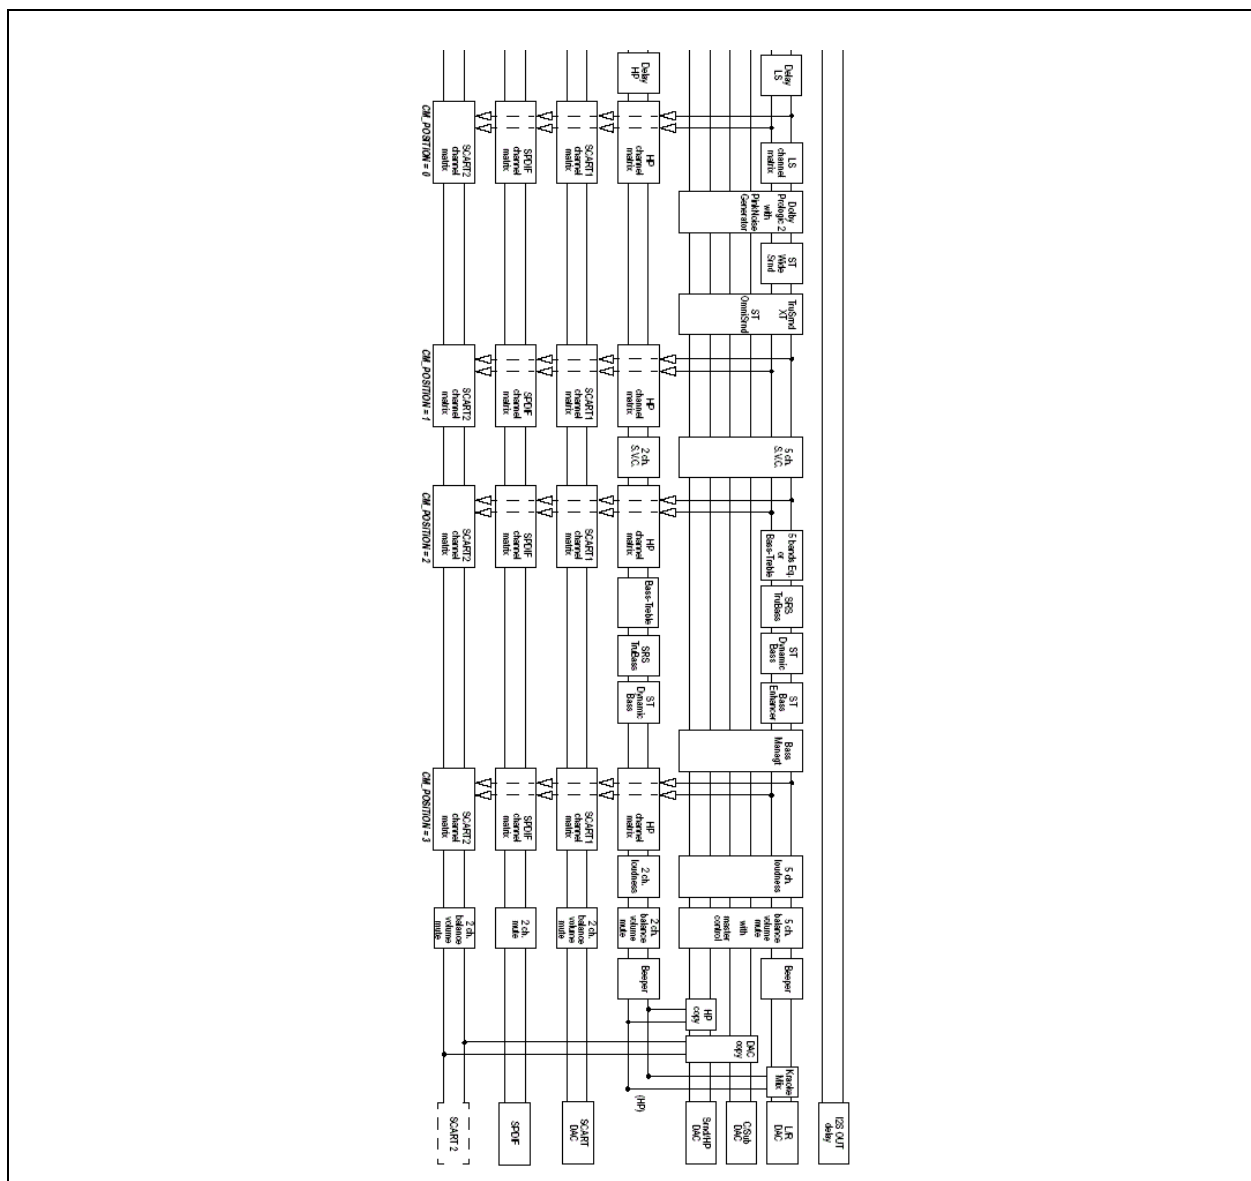 I2S OUT
delay
Delay
LS
LS
channel
matrix
Dolby
Prologic 2
with
PinkNoise
Generator
ST
Wide
Srnd
TruSrnd
XT
ST
OmniSrnd
5 ch.
S.V.C.
5 bands Eq.
or
Bass-Treble
SRS
TruBass
ST
Dynamic
Bass
ST
Bass
Enhancer
Bass
Managt
5 ch.
loudness
5 ch.
balance
volume
mute
with
master
control
Beeper
Kraoke
Mix
L/R
DAC
C/Sub
DAC
HP
copy
DAC
copy
Srnd/HP
DAC
Delay
HP
HP
channel
matrix
HP
channel
matrix
2 ch.
S.V.C.
HP
channel
matrix
Bass-Treble
SRS
TruBass
ST
Dynamic
Bass
HP
channel
matrix
2 ch.
loudness
2 ch.
balance
volume
mute
Beeper
(HP)
SCART1
channel
matrix
SCART1
channel
matrix
SCART1
channel
matrix
SCART1
channel
matrix
2 ch.
balance
volume
mute
SCART
DAC
SPDIF
channel
matrix
SPDIF
channel
matrix
SPDIF
channel
matrix
SPDIF
channel
matrix
2 ch.
mute
SPDIF
SCART2
channel
matrix
SCART2
channel
matrix
SCART2
channel
matrix
SCART2
channel
matrix
2 ch.
balance
volume
mute
SCART 2
CM_POSITION = 0
CM_POSITION = 1
CM_POSITION = 2
CM_POSITION = 3